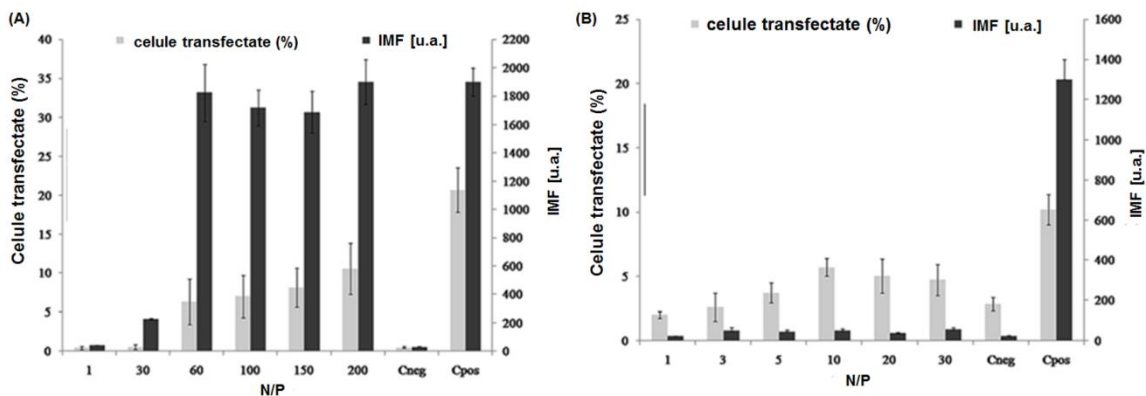 (A)
celule transfectate (%)
IMF [u.a.]
40
35
30
25
20
15
10
5
0
Celule transfectate (%)
2200
2000
1800
1600
1400
1200
1000
800
600
400
200
0
IMF [u.a.]
1 30 60 100 150 200 Cneg Cpos
N/P
(B)
celule transfectate (%)
IMF [u.a.]
25
20
15
10
5
0
Celule transfectate (%)
1600
1400
1200
1000
800
600
400
200
0
IMF [u.a.]
1 3 5 10 20 30 Cneg Cpos
N/P